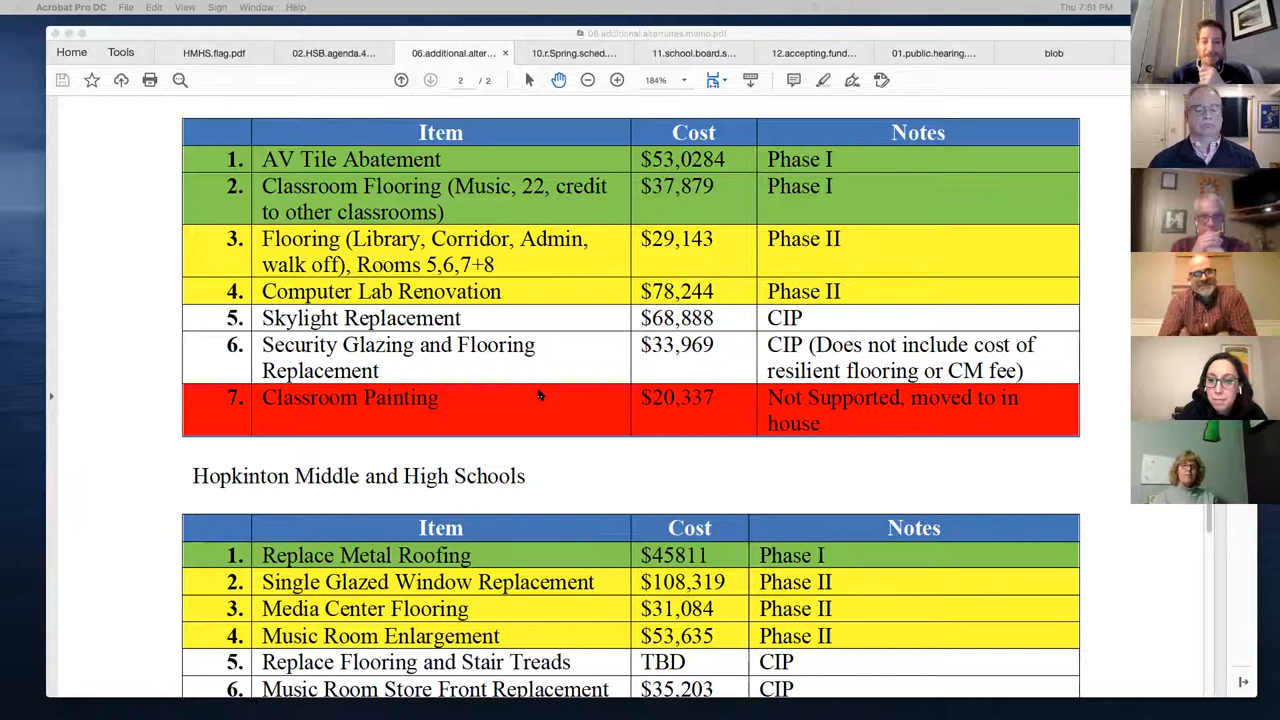 Acrobat Pro DC File Edit View Sign Window Help Thu 7:51 PM
06.additional.alternates.memo.pdf
Home Tools HMHS.flag.pdf 02.HSB.agenda.4... 06.additional.alter... × 10.r.Spring.sched.... 11.school.board.s... 12.accepting.fund... 01.public.hearing.... blob
2 / 2 184%
Item Cost Notes
1. AV Tile Abatement $53,0284 Phase I
2. Classroom Flooring (Music, 22, credit $37,879 Phase I
to other classrooms)
3. Flooring (Library, Corridor, Admin, $29,143 Phase II
walk off), Rooms 5,6,7+8
4. Computer Lab Renovation $78,244 Phase II
5. Skylight Replacement $68,888 CIP
6. Security Glazing and Flooring $33,969 CIP (Does not include cost of
Replacement resilient flooring or CM fee)
7. Classroom Painting $20,337 Not Supported, moved to in
house
Hopkinton Middle and High Schools
Item Cost Notes
1. Replace Metal Roofing $45811 Phase I
2. Single Glazed Window Replacement $108,319 Phase II
3. Media Center Flooring $31,084 Phase II
4. Music Room Enlargement $53,635 Phase II
5. Replace Flooring and Stair Treads TBD CIP
6. Music Room Store Front Replacement $35,203 CIP